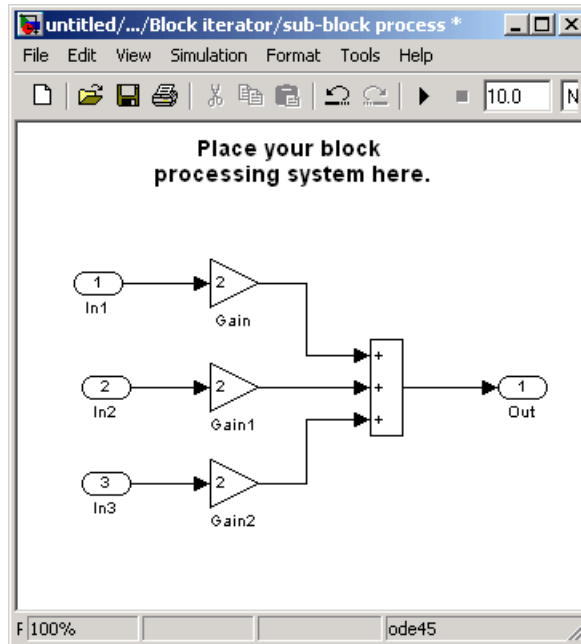 untitled/.../Block iterator/sub-block process *
File Edit View Simulation Format Tools Help
10.0 N
Place your block
processing system here.
1
In1
2
Gain
2
In2
2
Gain1
3
In3
2
Gain2
+
+
+
1
Out
F 100% ode45